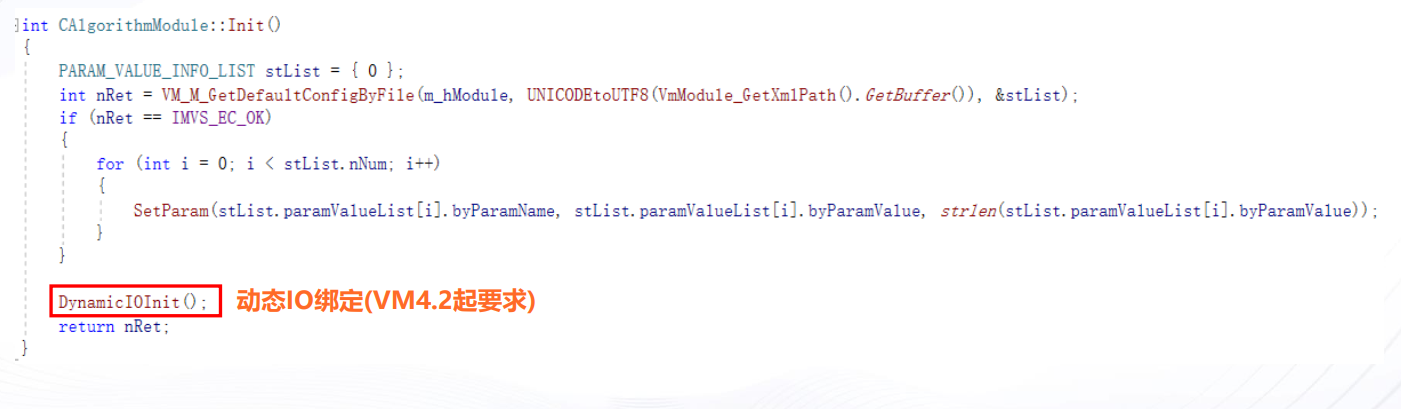 int CAlgorithmModule::Init()
{
PARAM_VALUE_INFO_LIST stList = { 0 };
int nRet = VM_M_GetDefaultConfigByFile(m_hModule, UNICODEtoUTF8(VmModule_GetXmlPath().GetBuffer()), &stList);
if (nRet == IMVS_EC_OK)
{
for (int i = 0; i < stList.nNum; i++)
{
SetParam(stList.paramValueList[i].byParamName, stList.paramValueList[i].byParamValue, strlen(stList.paramValueList[i].byParamValue));
}
}
DynamicIOInit(); 动态IO绑定(VM4.2起要求)
return nRet;
}